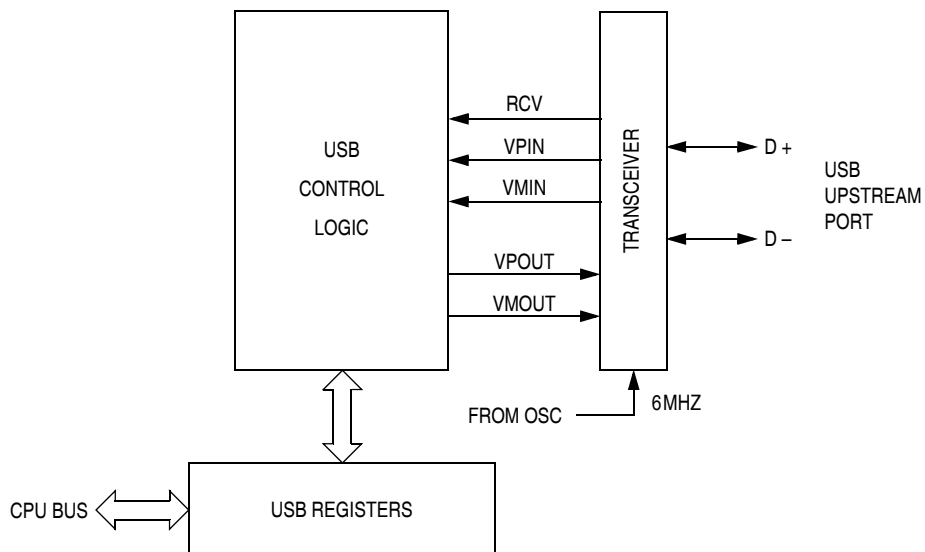 RCV
VPIN
VMIN
VPOUT
VMOUT
USB
CONTROL
LOGIC
TRANSCEIVER
D +
D –
USB
UPSTREAM
PORT
FROM OSC
6MHZ
CPU BUS
USB REGISTERS